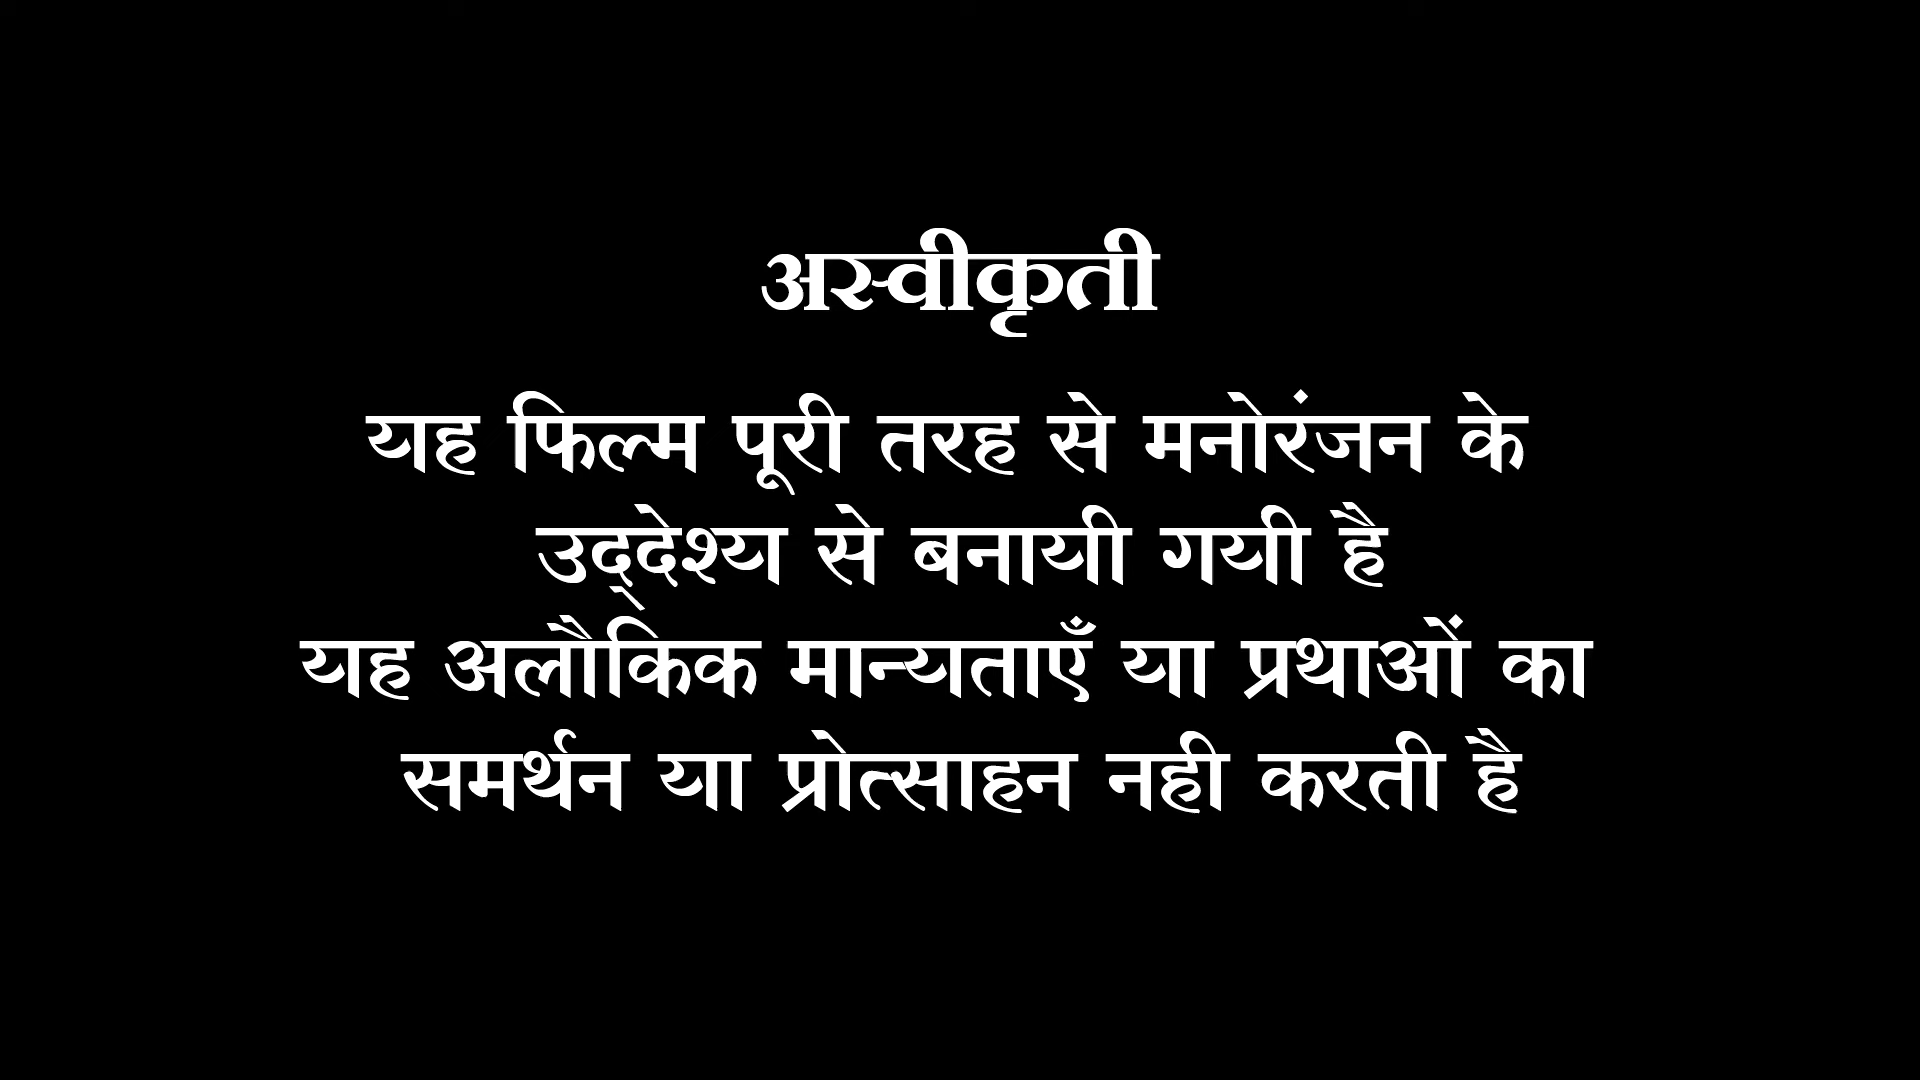 अस्वीकृती
यह फिल्म पूरी तरह से मनोरंजन के
उद्देश्य से बनायी गयी है
यह अलौकिक मान्यताएँ या प्रथाओं का
समर्थन या प्रोत्साहन नही करती है